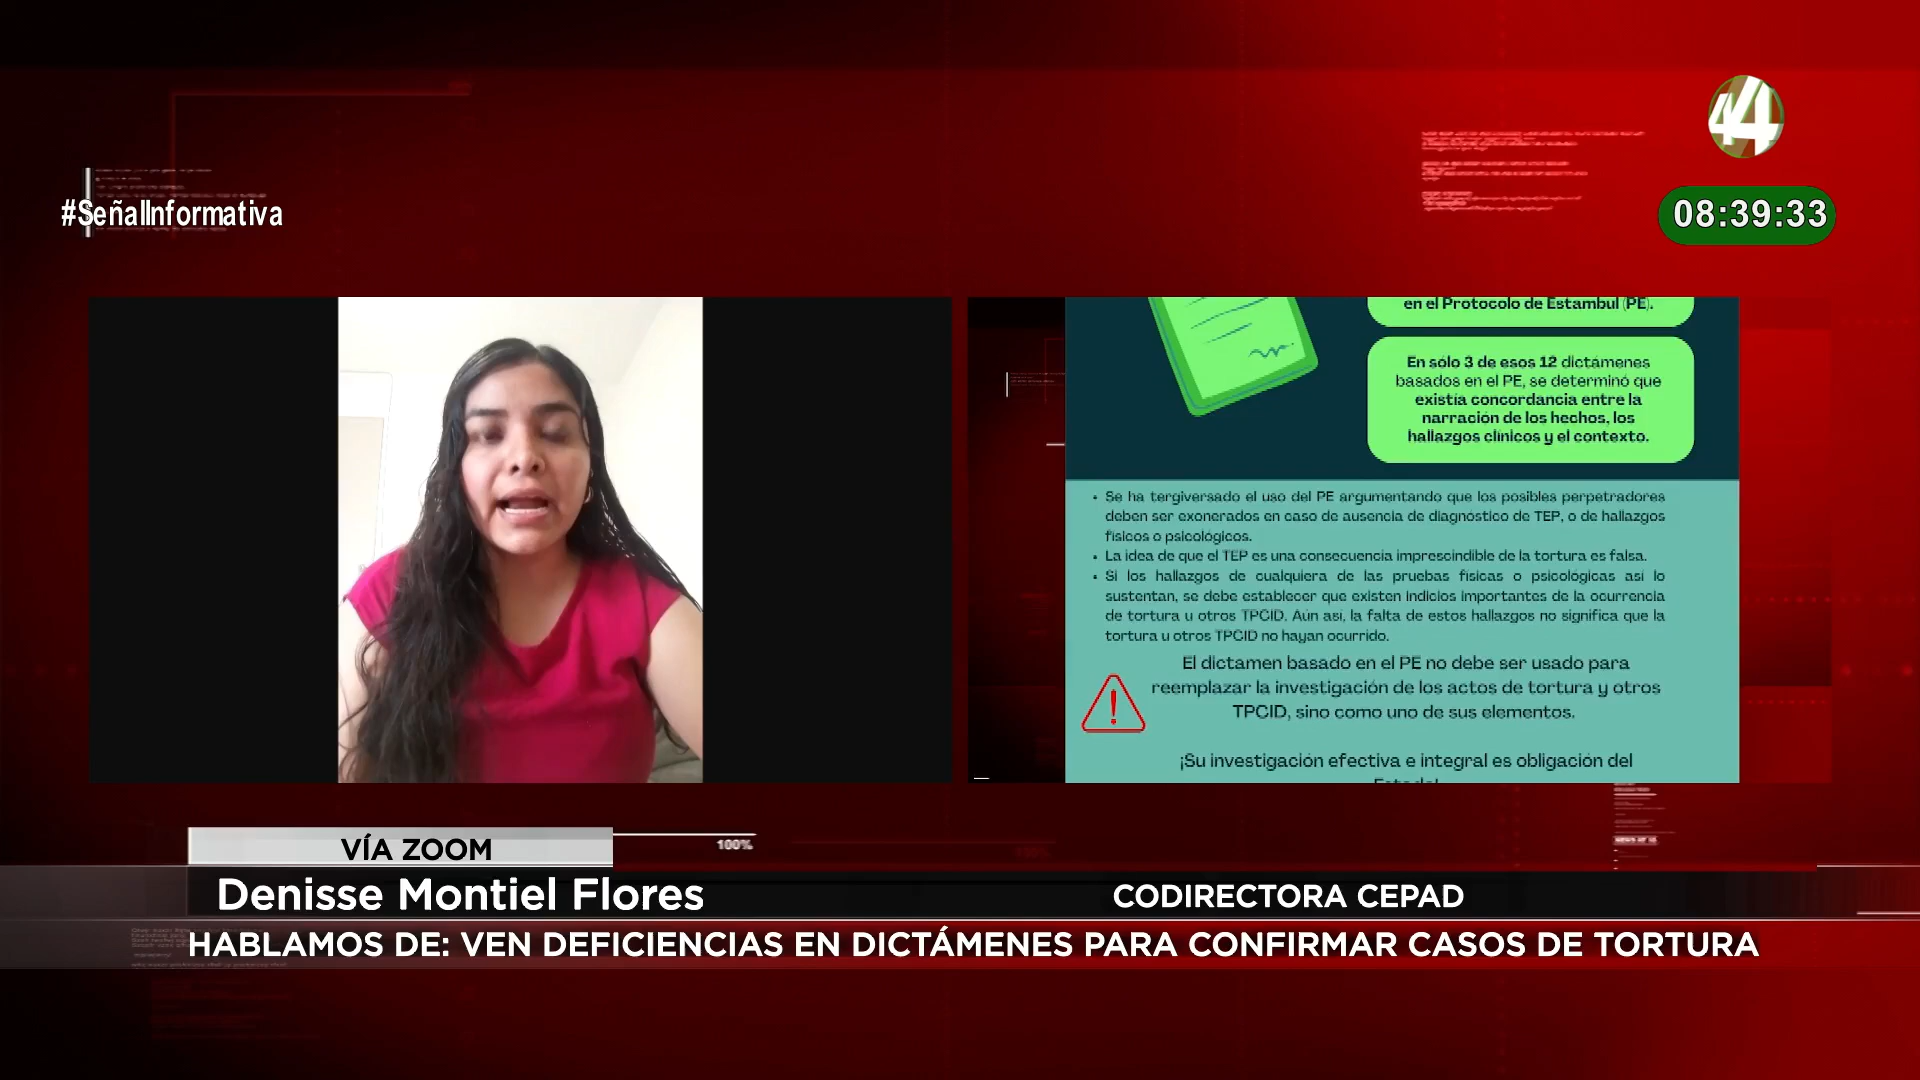 44
#SeñalInformativa
08:39:33
en el Protocolo de Estambul (PE).
En sólo 3 de esos 12 dictámenes
basados en el PE, se determinó que
existía concordancia entre la
narración de los hechos, los
hallazgos clínicos y el contexto.
• Se ha tergiversado el uso del PE argumentando que los posibles perpetradores
deben ser exonerados en caso de ausencia de diagnóstico de TEP, o de hallazgos
físicos o psicológicos.
• La idea de que el TEP es una consecuencia imprescindible de la tortura es falsa.
• Si los hallazgos de cualquiera de las pruebas físicas o psicológicas así lo
sustentan, se debe establecer que existen indicios importantes de la ocurrencia
de tortura u otros TPCID. Aún así, la falta de estos hallazgos no significa que la
tortura u otros TPCID no hayan ocurrido.
El dictamen basado en el PE no debe ser usado para
reemplazar la investigación de los actos de tortura y otros
TPCID, sino como uno de sus elementos.
¡Su investigación efectiva e integral es obligación del
VÍA ZOOM
100%
Denisse Montiel Flores
CODIRECTORA CEPAD
HABLAMOS DE: VEN DEFICIENCIAS EN DICTÁMENES PARA CONFIRMAR CASOS DE TORTURA